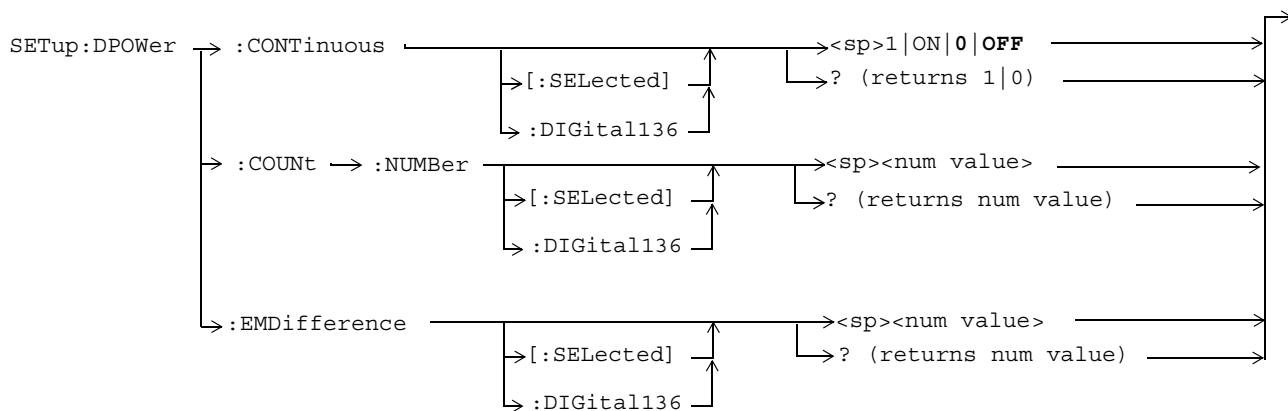 SETup:DPOWer :CONTinuous <sp>1|ON|0|OFF
[:SELected] ? (returns 1|0)
:DIGital136
:COUNt :NUMBer <sp><num value>
[:SELected] ? (returns num value)
:DIGital136
:EMDifference <sp><num value>
[:SELected] ? (returns num value)
:DIGital136